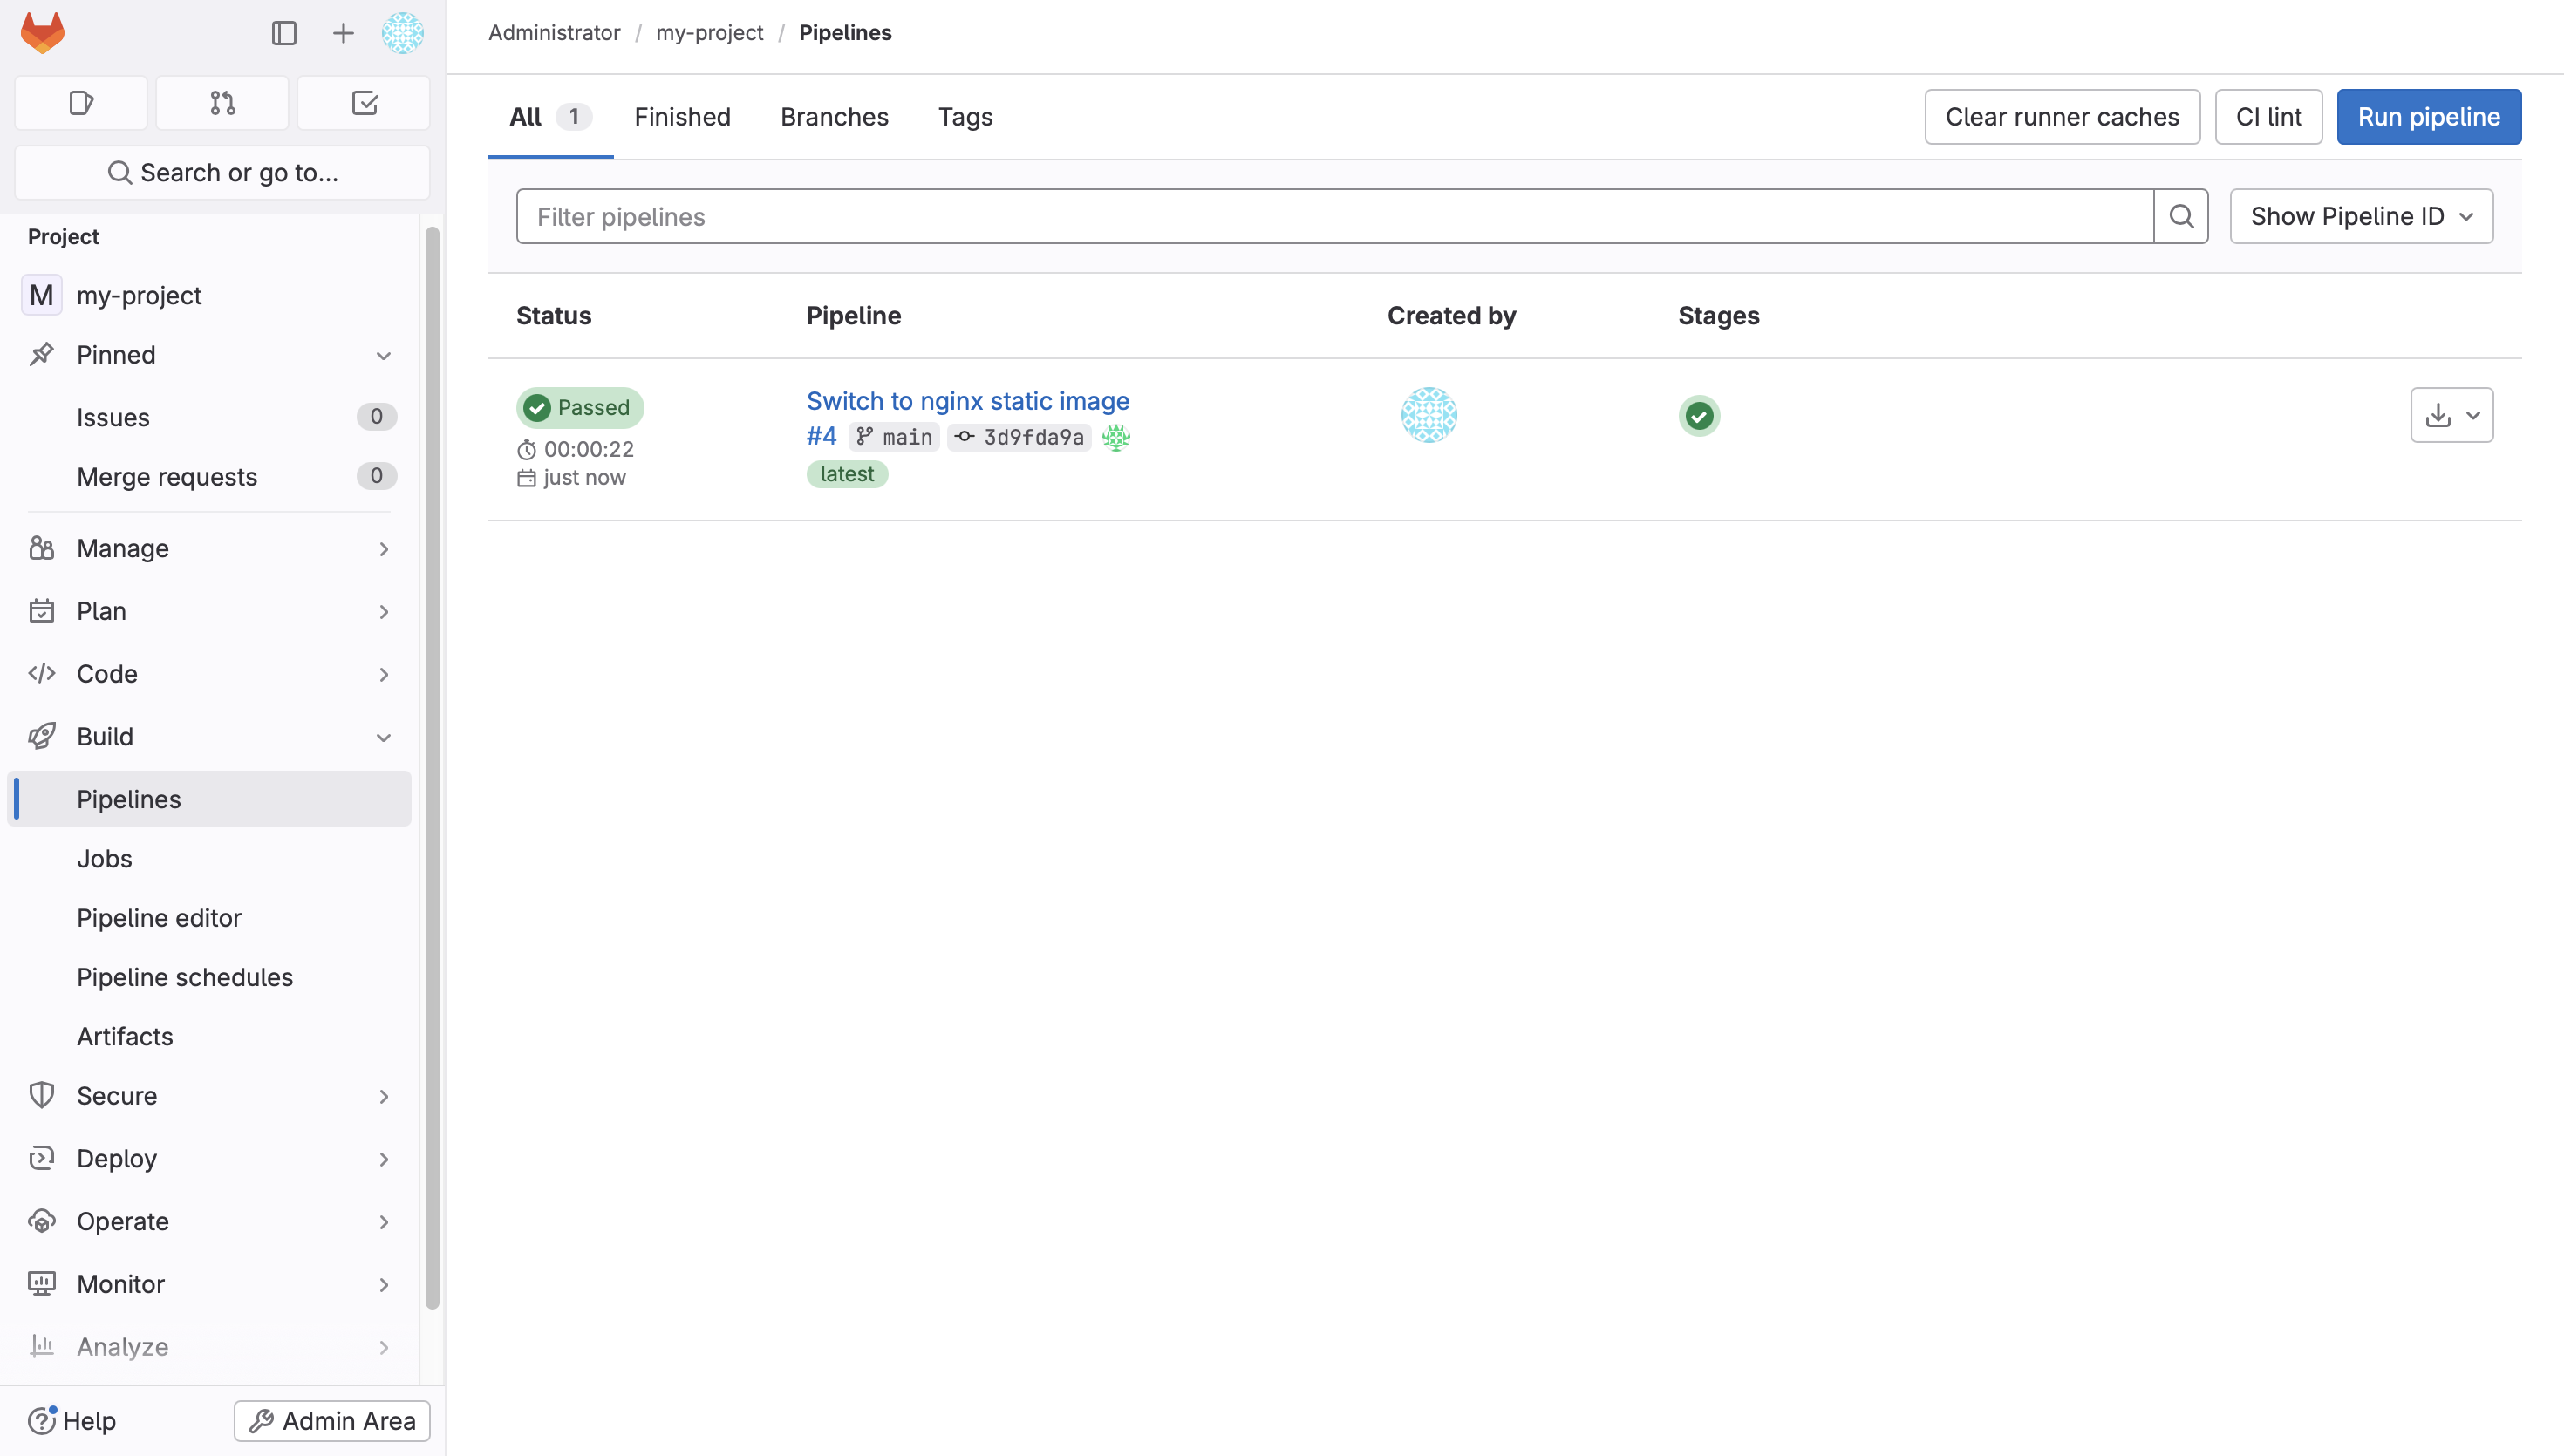 Administrator / my-project / Pipelines
Search or go to...
Project
M my-project
Pinned
Issues 0
Merge requests 0
Manage
Plan
Code
Build
Pipelines
Jobs
Pipeline editor
Pipeline schedules
Artifacts
Secure
Deploy
Operate
Monitor
Analyze
Help
Admin Area
All 1 Finished Branches Tags
Clear runner caches CI lint Run pipeline
Filter pipelines
Show Pipeline ID
Status Pipeline Created by Stages
Passed
00:00:22
just now
Switch to nginx static image
#4 main 3d9fda9a
latest